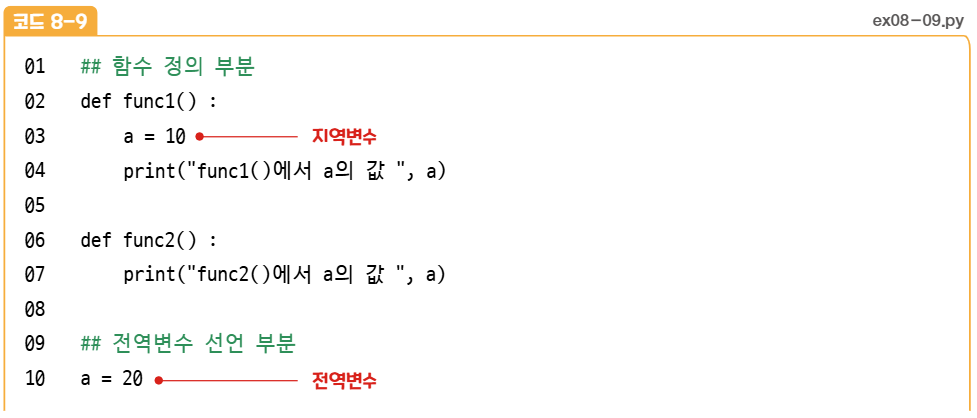 코드 8-9
ex08-09.py
01 ## 함수 정의 부분
02 def func1() :
03     a = 10 지역변수
04     print("func1()에서 a의 값 ", a)
05
06 def func2() :
07     print("func2()에서 a의 값 ", a)
08
09 ## 전역변수 선언 부분
10 a = 20 전역변수